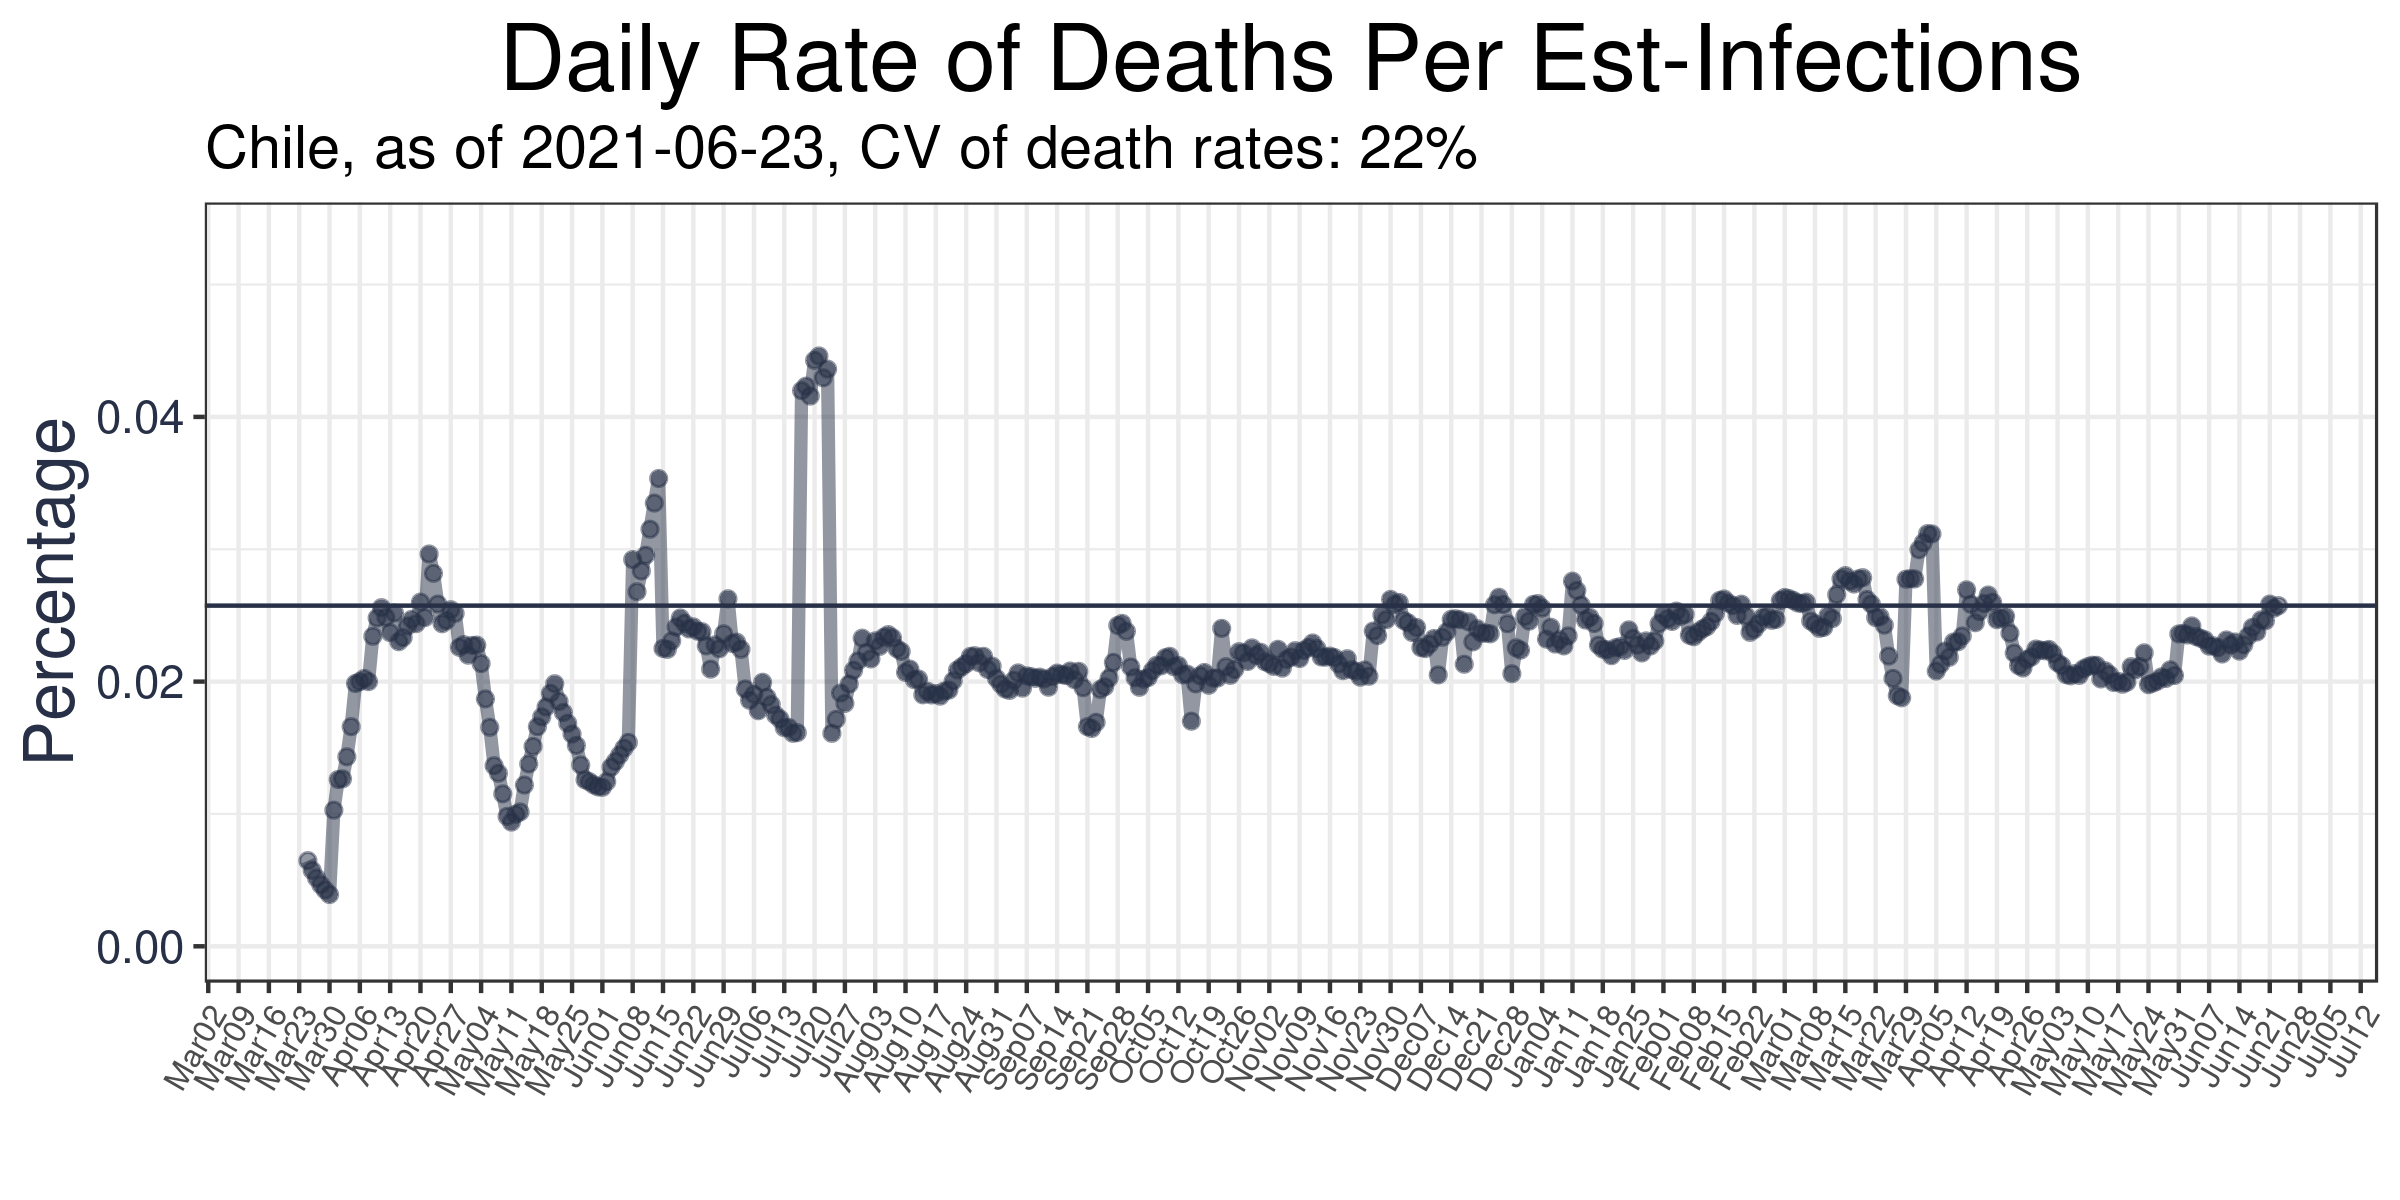 Daily Rate of Deaths Per Est-Infections
Chile, as of 2021-06-23, CV of death rates: 22%
Percentage
0.04
0.02
0.00
Mar02
Mar09
Mar16
Mar23
Mar30
Apr06
Apr13
Apr20
Apr27
May04
May11
May18
May25
Jun01
Jun08
Jun15
Jun22
Jun29
Jul06
Jul13
Jul20
Jul27
Aug03
Aug10
Aug17
Aug24
Aug31
Sep07
Sep14
Sep21
Sep28
Oct05
Oct12
Oct19
Oct26
Nov02
Nov09
Nov16
Nov23
Nov30
Dec07
Dec14
Dec21
Dec28
Jan04
Jan11
Jan18
Jan25
Feb01
Feb08
Feb15
Feb22
Mar01
Mar08
Mar15
Mar22
Mar29
Apr05
Apr12
Apr19
Apr26
May03
May10
May17
May24
May31
Jun07
Jun14
Jun21
Jun28
Jul05
Jul12